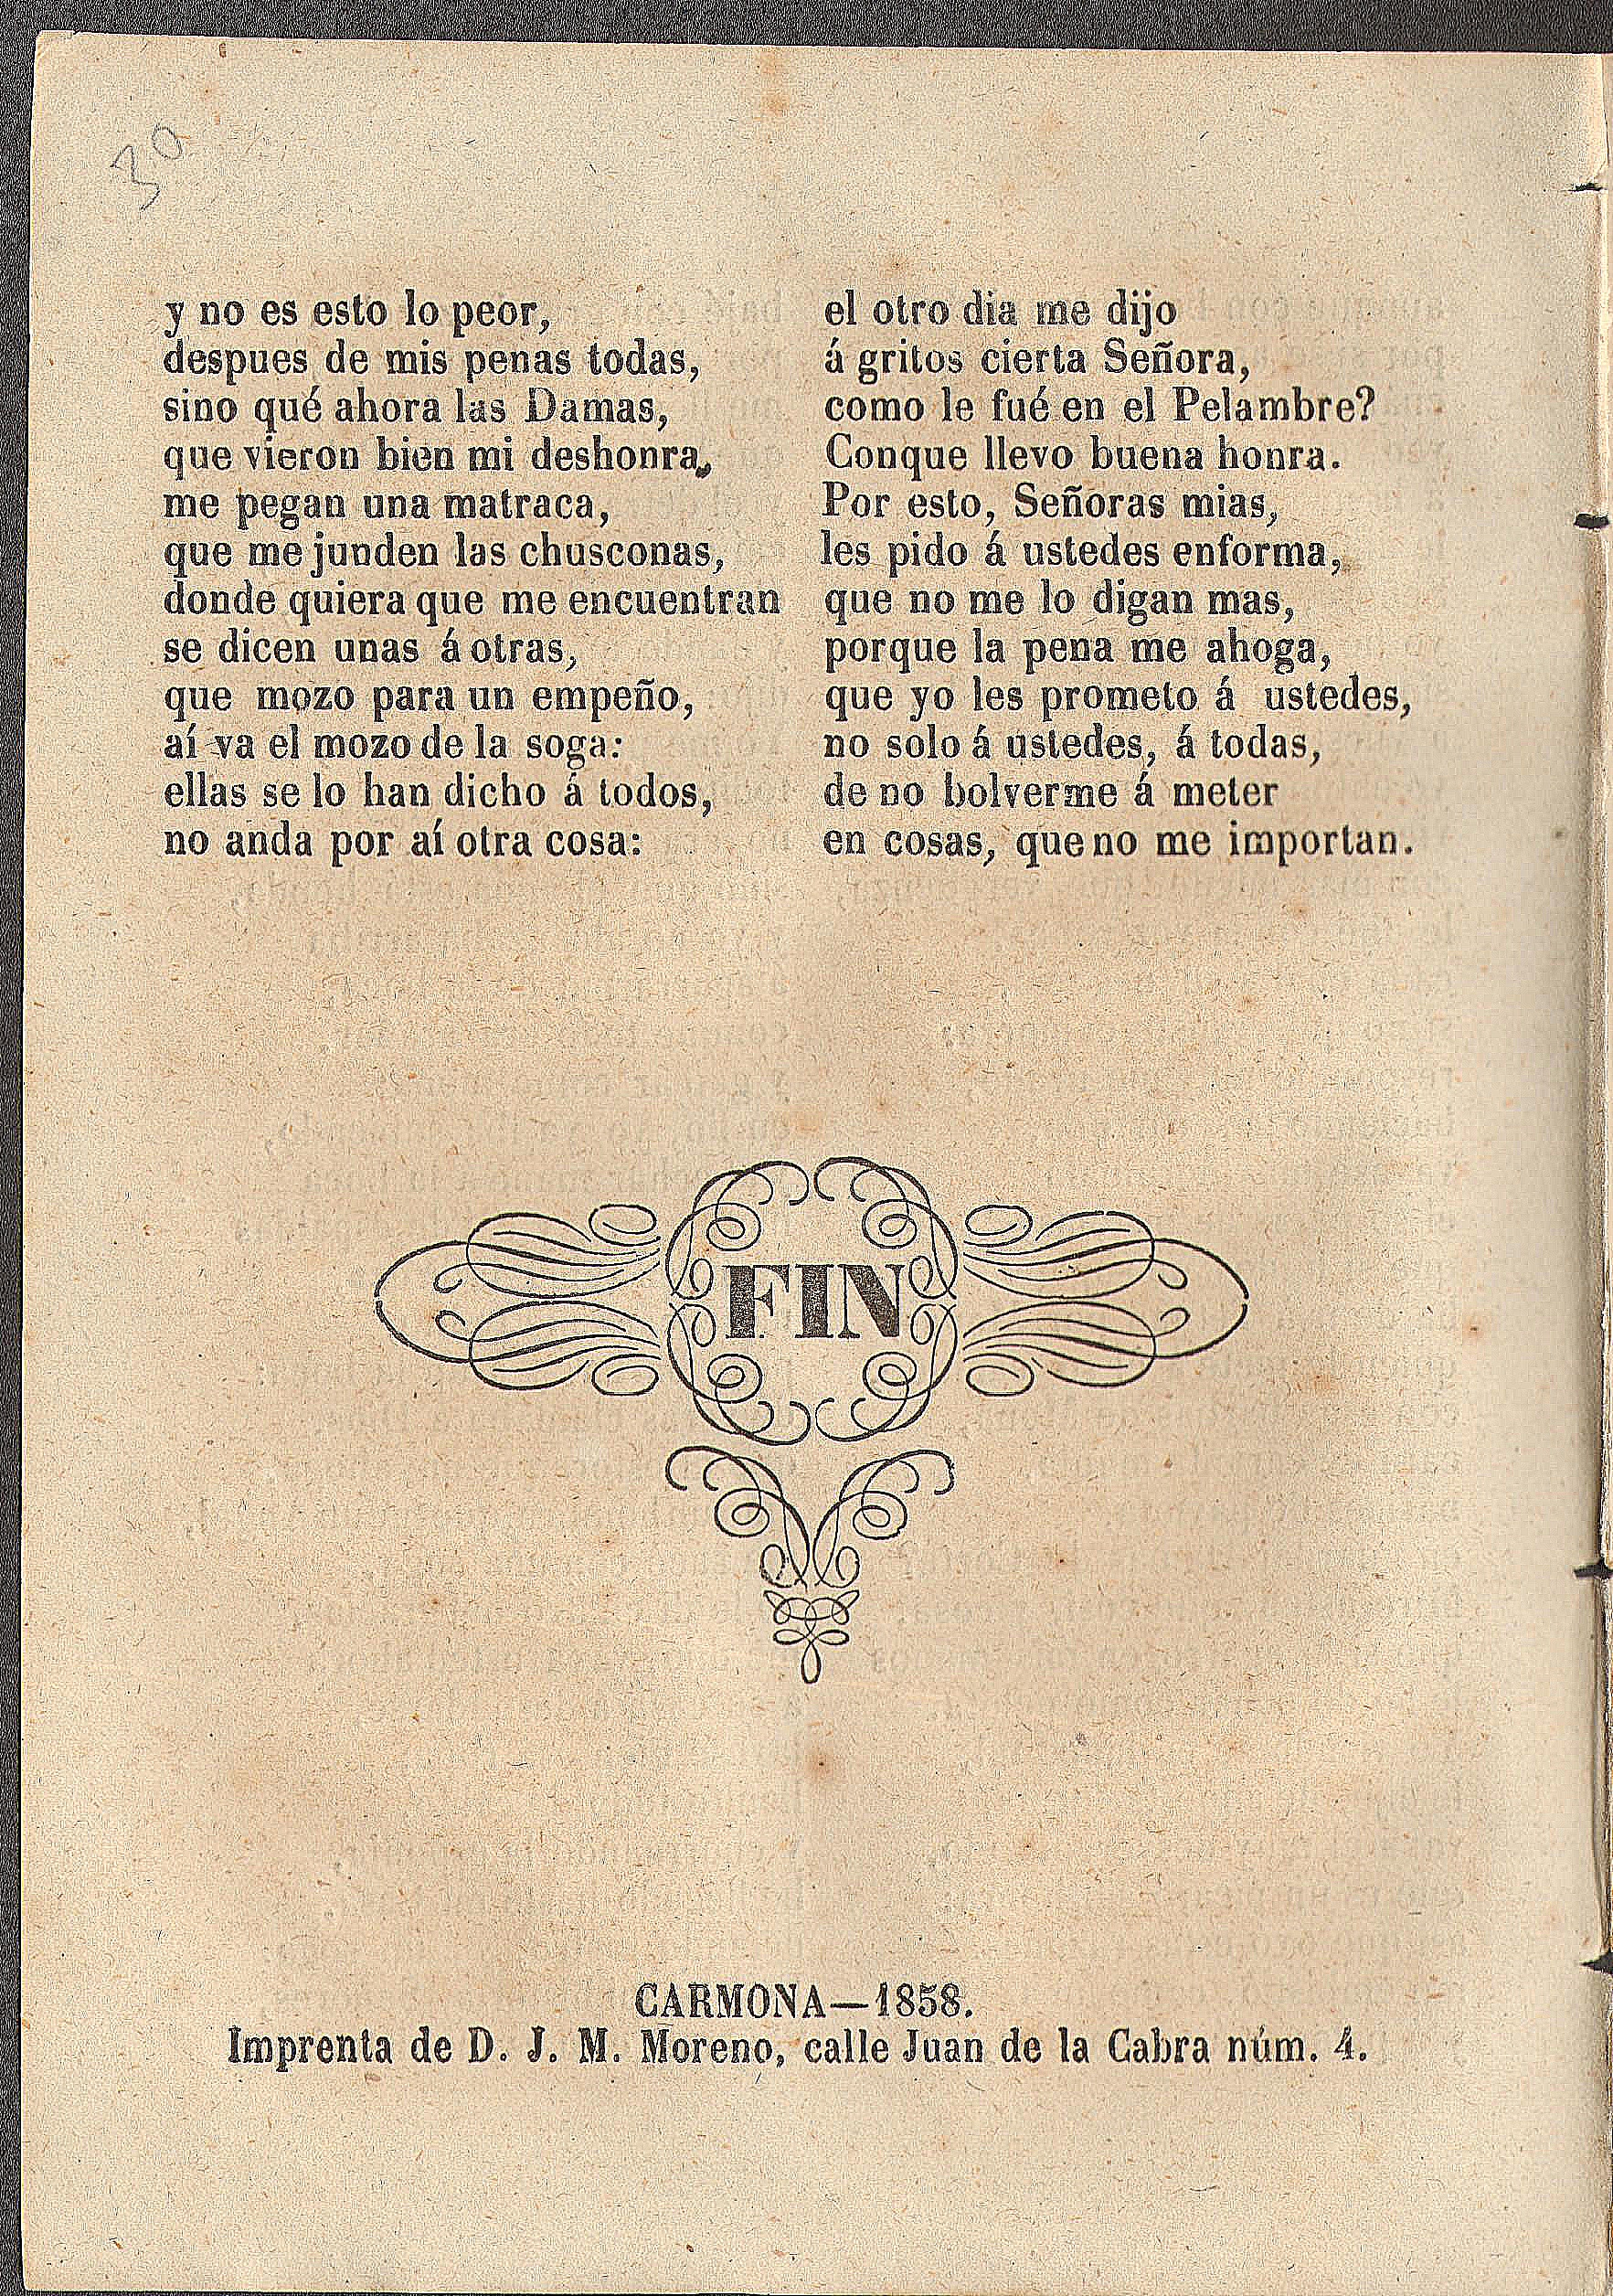 30
y no es esto lo peor,
despues de mis penas todas,
sino qué ahora las Damas,
que vieron bien mi deshonra,
me pegan una matraca,
que me junden las chusconas,
donde quiera que me encuentran
se dicen unas á otras,
que mozo para un empeño,
aí va el mozo de la soga:
ellas se lo han dicho á todos,
no anda por aí otra cosa:
el otro dia me dijo
á gritos cierta Señora,
como le fué en el Pelambre?
Conque llevo buena honra.
Por esto, Señoras mias,
les pido á ustedes enforma,
que no me lo digan mas,
porque la pena me ahoga,
que yo les prometo á ustedes,
no solo á ustedes, á todas,
de no bolverme á meter
en cosas, que no me importan.
FIN
CARMONA—1858.
Imprenta de D. J. M. Moreno, calle Juan de la Cabra núm. 4.